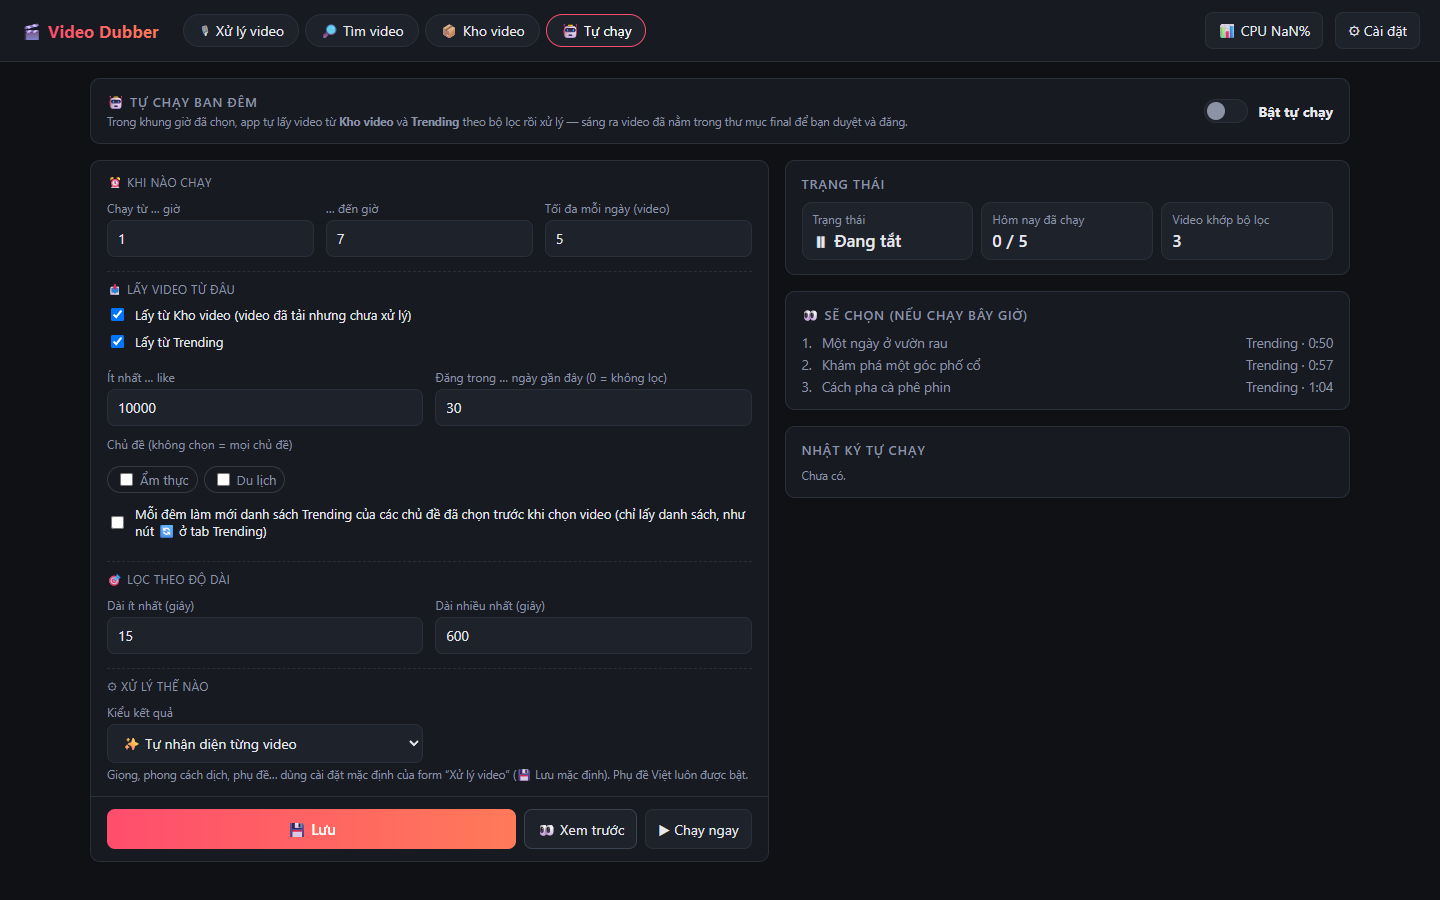 🎬 Video Dubber
🎙 Xử lý video
🔎 Tìm video
📦 Kho video
🤖 Tự chạy
📊 CPU NaN%
⚙ Cài đặt
🤖 TỰ CHẠY BAN ĐÊM
Trong khung giờ đã chọn, app tự lấy video từ Kho video và Trending theo bộ lọc rồi xử lý — sáng ra video đã nằm trong thư mục final để bạn duyệt và đăng.
Bật tự chạy
⏰ KHI NÀO CHẠY
Chạy từ ... giờ
... đến giờ
Tối đa mỗi ngày (video)
1
7
5
📥 LẤY VIDEO TỪ ĐÂU
Lấy từ Kho video (video đã tải nhưng chưa xử lý)
Lấy từ Trending
Ít nhất ... like
Đăng trong ... ngày gần đây (0 = không lọc)
10000
30
Chủ đề (không chọn = mọi chủ đề)
Ẩm thực
Du lịch
Mỗi đêm làm mới danh sách Trending của các chủ đề đã chọn trước khi chọn video (chỉ lấy danh sách, như
nút 🔄 ở tab Trending)
🎯 LỌC THEO ĐỘ DÀI
Dài ít nhất (giây)
Dài nhiều nhất (giây)
15
600
⚙ XỬ LÝ THẾ NÀO
Kiểu kết quả
✨ Tự nhận diện từng video
Giọng, phong cách dịch, phụ đề... dùng cài đặt mặc định của form “Xử lý video” (💾 Lưu mặc định). Phụ đề Việt luôn được bật.
💾 Lưu
👀 Xem trước
▶ Chạy ngay
TRẠNG THÁI
Trạng thái
⏸ Đang tắt
Hôm nay đã chạy
0 / 5
Video khớp bộ lọc
3
👀 SẼ CHỌN (NẾU CHẠY BÂY GIỜ)
1. Một ngày ở vườn rau Trending · 0:50
2. Khám phá một góc phố cổ Trending · 0:57
3. Cách pha cà phê phin Trending · 1:04
NHẬT KÝ TỰ CHẠY
Chưa có.